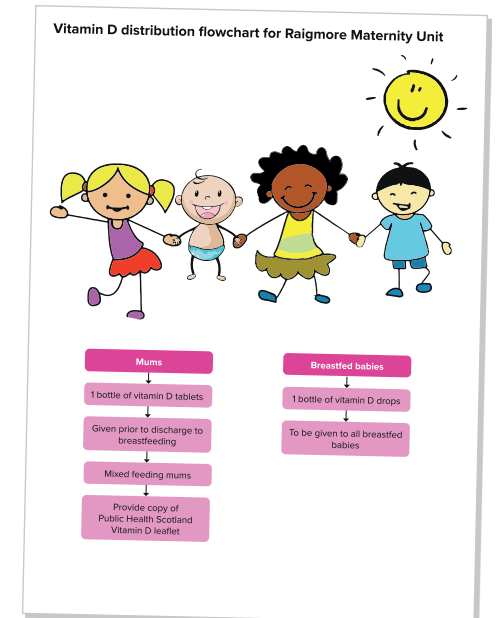 Vitamin D distribution flowchart for Raigmore Maternity Unit
Mums
1 bottle of vitamin D tablets
Given prior to discharge to
breastfeeding
Mixed feeding mums
Provide copy of
Public Health Scotland
Vitamin D leaflet
Breastfed babies
1 bottle of vitamin D drops
To be given to all breastfed
babies